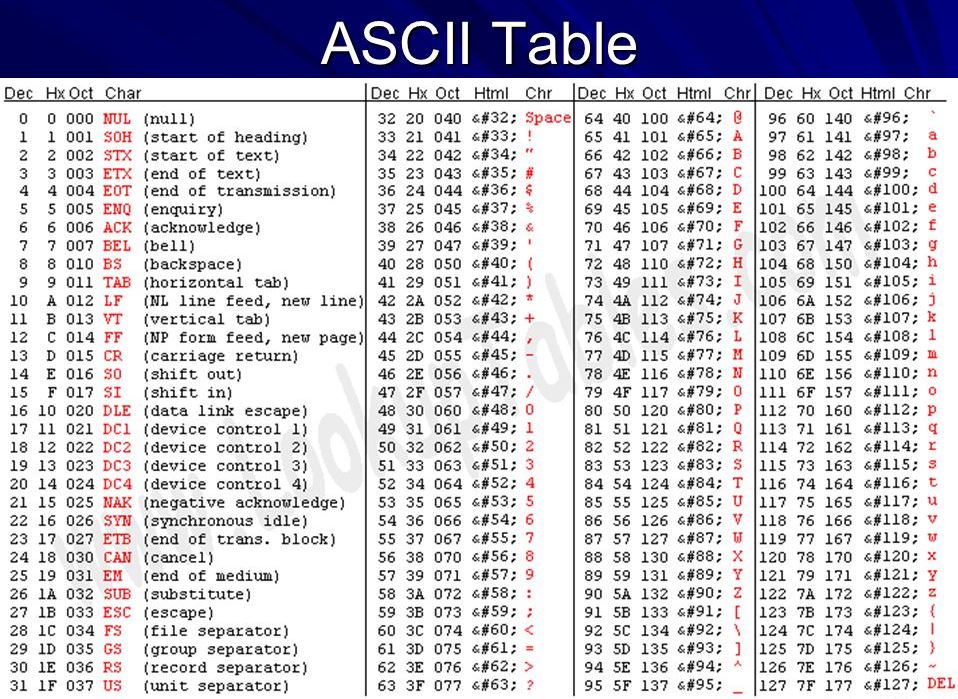 ASCII Table
Dec Hx Oct Char Dec Hx Oct Html Chr Dec Hx Oct Html Chr Dec Hx Oct Html Chr
0 0 000 NUL (null) 32 20 040 &#32; Space 64 40 100 &#64; @ 96 60 140 &#96; `
1 1 001 SOH (start of heading) 33 21 041 &#33; ! 65 41 101 &#65; A 97 61 141 &#97; a
2 2 002 STX (start of text) 34 22 042 &#34; " 66 42 102 &#66; B 98 62 142 &#98; b
3 3 003 ETX (end of text) 35 23 043 &#35; # 67 43 103 &#67; C 99 63 143 &#99; c
4 4 004 EOT (end of transmission) 36 24 044 &#36; $ 68 44 104 &#68; D 100 64 144 &#100; d
5 5 005 ENQ (enquiry) 37 25 045 &#37; % 69 45 105 &#69; E 101 65 145 &#101; e
6 6 006 ACK (acknowledge) 38 26 046 &#38; & 70 46 106 &#70; F 102 66 146 &#102; f
7 7 007 BEL (bell) 39 27 047 &#39; ' 71 47 107 &#71; G 103 67 147 &#103; g
8 8 010 BS (backspace) 40 28 050 &#40; ( 72 48 110 &#72; H 104 68 150 &#104; h
9 9 011 TAB (horizontal tab) 41 29 051 &#41; ) 73 49 111 &#73; I 105 69 151 &#105; i
10 A 012 LF (NL line feed, new line) 42 2A 052 &#42; * 74 4A 112 &#74; J 106 6A 152 &#106; j
11 B 013 VT (vertical tab) 43 2B 053 &#43; + 75 4B 113 &#75; K 107 6B 153 &#107; k
12 C 014 FF (NP form feed, new page) 44 2C 054 &#44; , 76 4C 114 &#76; L 108 6C 154 &#108; l
13 D 015 CR (carriage return) 45 2D 055 &#45; - 77 4D 115 &#77; M 109 6D 155 &#109; m
14 E 016 SO (shift out) 46 2E 056 &#46; . 78 4E 116 &#78; N 110 6E 156 &#110; n
15 F 017 SI (shift in) 47 2F 057 &#47; / 79 4F 117 &#79; O 111 6F 157 &#111; o
16 10 020 DLE (data link escape) 48 30 060 &#48; 0 80 50 120 &#80; P 112 70 160 &#112; p
17 11 021 DC1 (device control 1) 49 31 061 &#49; 1 81 51 121 &#81; Q 113 71 161 &#113; q
18 12 022 DC2 (device control 2) 50 32 062 &#50; 2 82 52 122 &#82; R 114 72 162 &#114; r
19 13 023 DC3 (device control 3) 51 33 063 &#51; 3 83 53 123 &#83; S 115 73 163 &#115; s
20 14 024 DC4 (device control 4) 52 34 064 &#52; 4 84 54 124 &#84; T 116 74 164 &#116; t
21 15 025 NAK (negative acknowledge) 53 35 065 &#53; 5 85 55 125 &#85; U 117 75 165 &#117; u
22 16 026 SYN (synchronous idle) 54 36 066 &#54; 6 86 56 126 &#86; V 118 76 166 &#118; v
23 17 027 ETB (end of trans. block) 55 37 067 &#55; 7 87 57 127 &#87; W 119 77 167 &#119; w
24 18 030 CAN (cancel) 56 38 070 &#56; 8 88 58 130 &#88; X 120 78 170 &#120; x
25 19 031 EM (end of medium) 57 39 071 &#57; 9 89 59 131 &#89; Y 121 79 171 &#121; y
26 1A 032 SUB (substitute) 58 3A 072 &#58; : 90 5A 132 &#90; Z 122 7A 172 &#122; z
27 1B 033 ESC (escape) 59 3B 073 &#59; ; 91 5B 133 &#91; [ 123 7B 173 &#123; {
28 1C 034 FS (file separator) 60 3C 074 &#60; < 92 5C 134 &#92; \ 124 7C 174 &#124; |
29 1D 035 GS (group separator) 61 3D 075 &#61; = 93 5D 135 &#93; ] 125 7D 175 &#125; }
30 1E 036 RS (record separator) 62 3E 076 &#62; > 94 5E 136 &#94; ^ 126 7E 176 &#126; ~
31 1F 037 US (unit separator) 63 3F 077 &#63; ? 95 5F 137 &#95; _ 127 7F 177 &#127; DEL
www.LookupTables.com